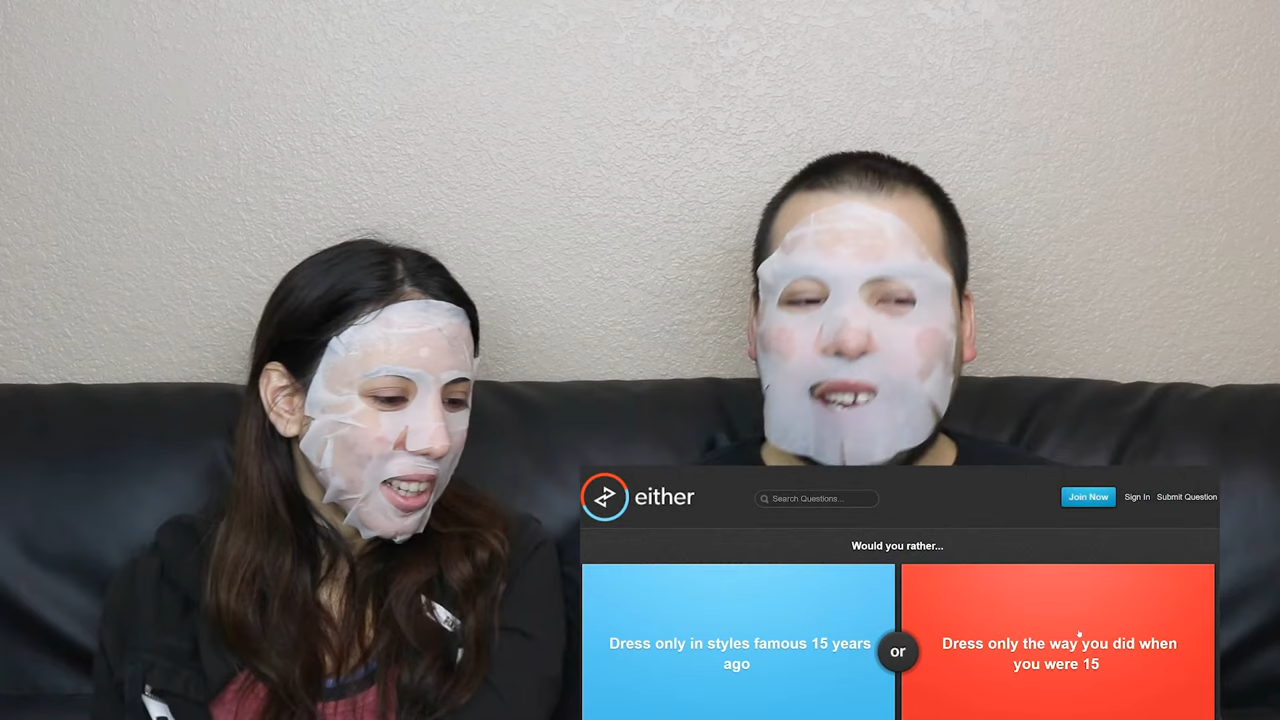 either
Search Questions...
Join Now
Sign In
Submit Question
Would you rather...
Dress only in styles famous 15 years
ago
or
Dress only the way you did when
you were 15